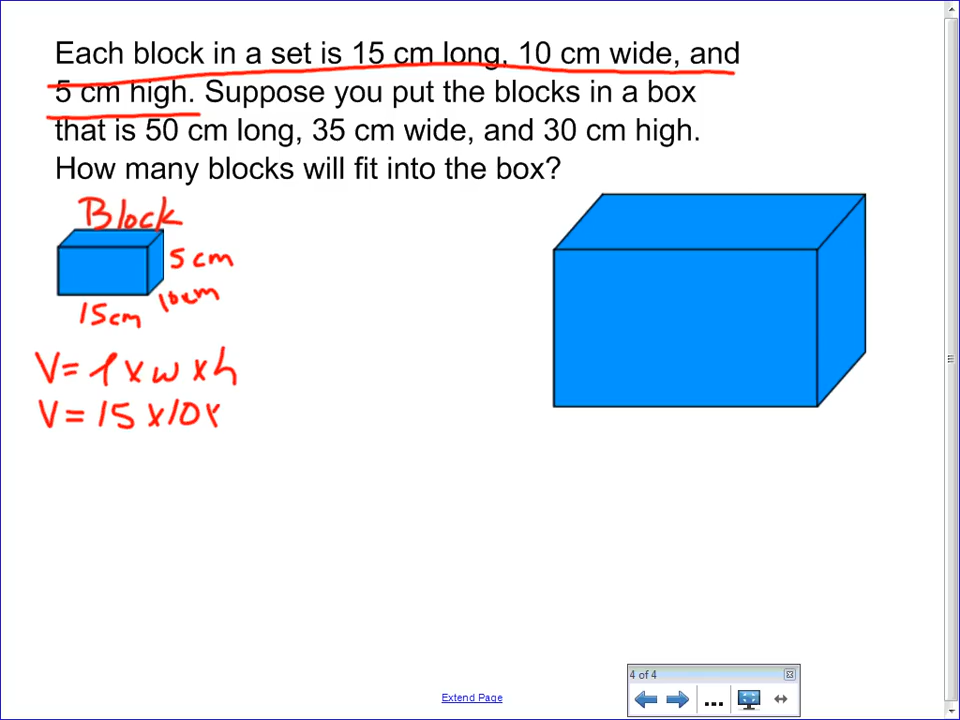 Each block in a set is 15 cm long, 10 cm wide, and
5 cm high. Suppose you put the blocks in a box
that is 50 cm long, 35 cm wide, and 30 cm high.
How many blocks will fit into the box?
Block
5 cm
10cm
15cm
V = l x w x h
V = 15 x 10 x
4 of 4
...
Extend Page